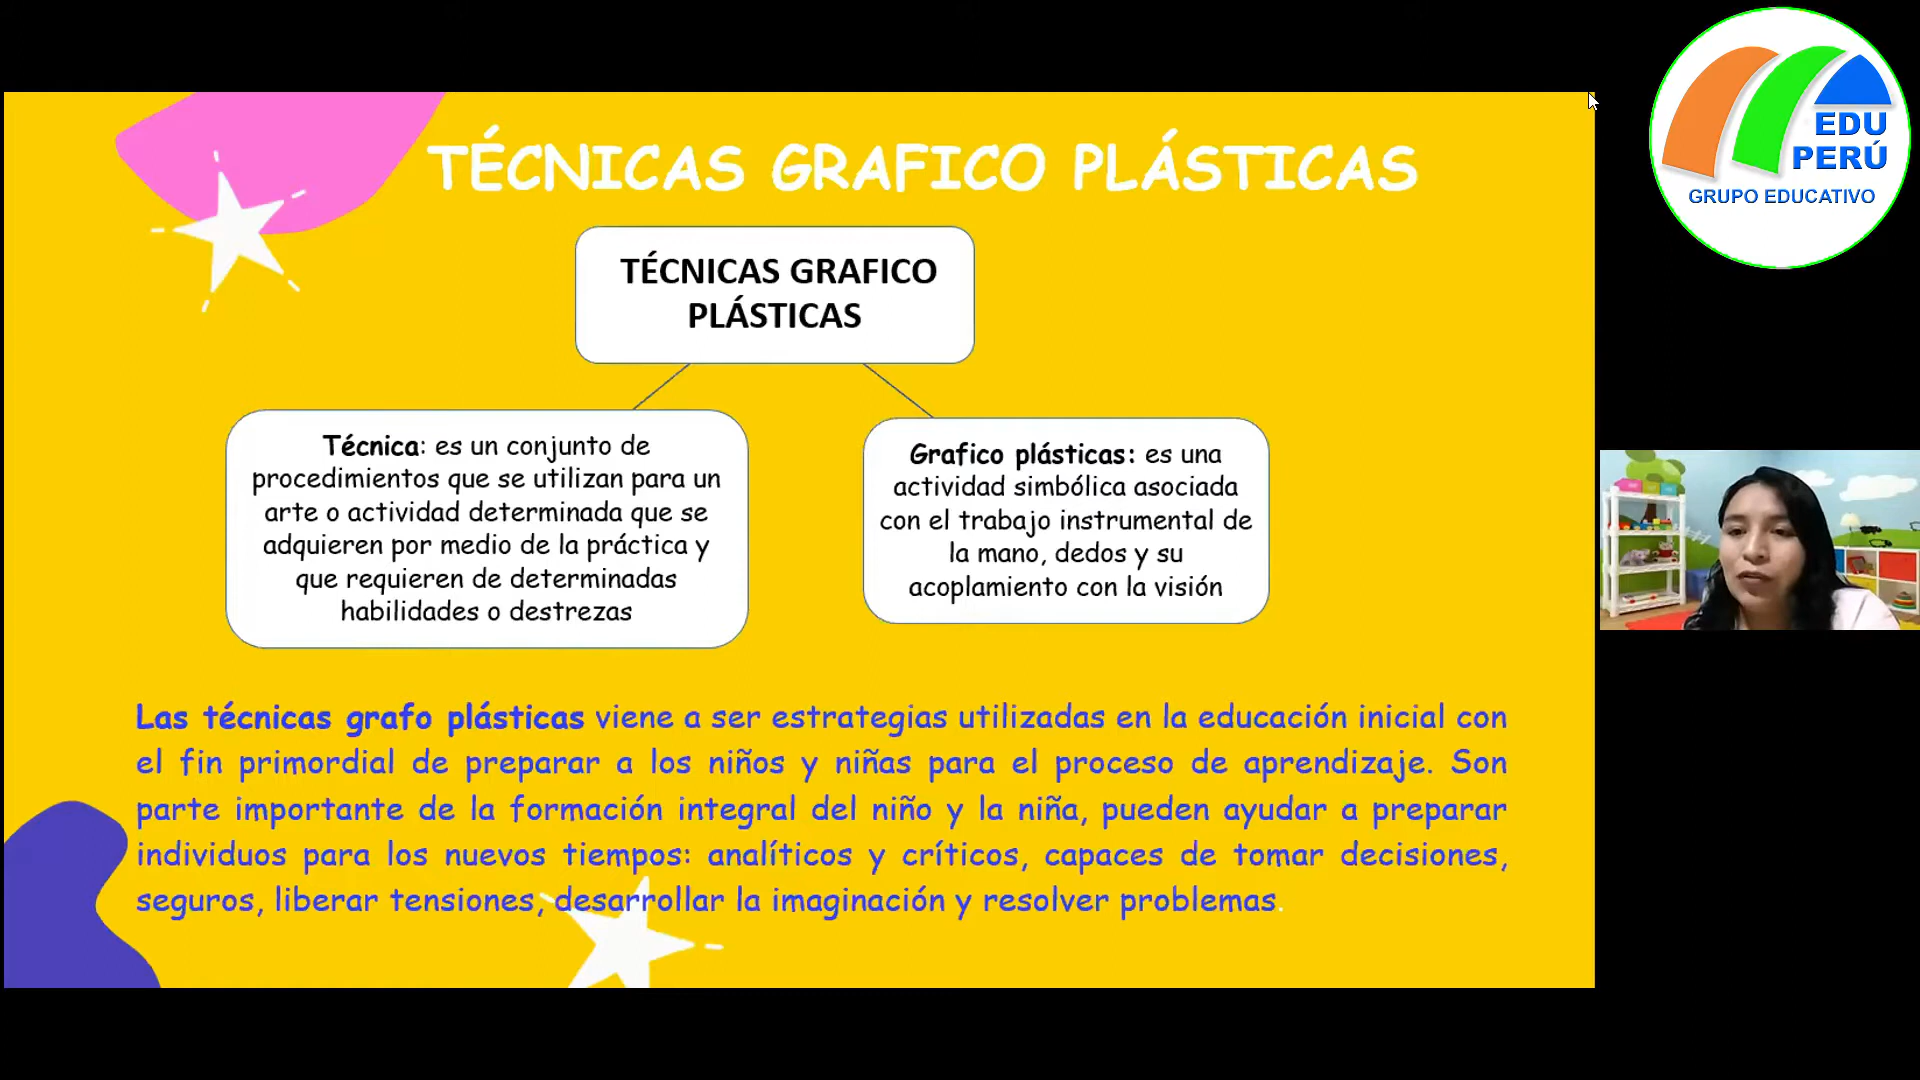 TÉCNICAS GRAFICO PLÁSTICAS
TÉCNICAS GRAFICO
PLÁSTICAS
Técnica: es un conjunto de
procedimientos que se utilizan para un
arte o actividad determinada que se
adquieren por medio de la práctica y
que requieren de determinadas
habilidades o destrezas
Grafico plásticas: es una
actividad simbólica asociada
con el trabajo instrumental de
la mano, dedos y su
acoplamiento con la visión
Las técnicas grafo plásticas viene a ser estrategias utilizadas en la educación inicial con
el fin primordial de preparar a los niños y niñas para el proceso de aprendizaje. Son
parte importante de la formación integral del niño y la niña, pueden ayudar a preparar
individuos para los nuevos tiempos: analíticos y críticos, capaces de tomar decisiones,
seguros, liberar tensiones, desarrollar la imaginación y resolver problemas.
EDU
PERÚ
GRUPO EDUCATIVO